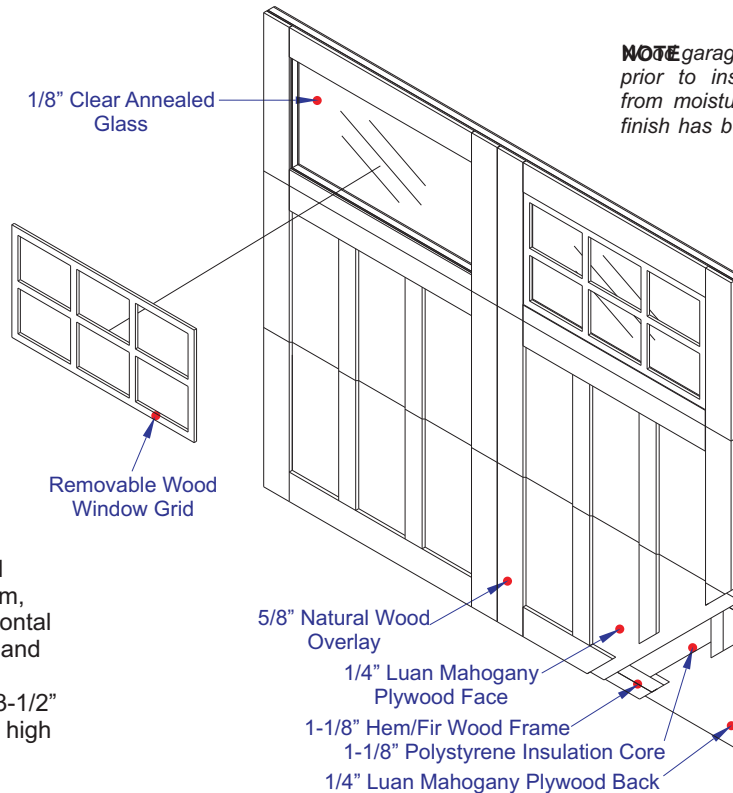 NOTE
Wood garag
prior to ins
from moistu
finish has b
1/8” Clear Annealed
Glass
Removable Wood
Window Grid
l
m,
ontal
and
3-1/2”
high
5/8” Natural Wood
Overlay
1/4” Luan Mahogany
Plywood Face
1-1/8” Hem/Fir Wood Frame
1-1/8” Polystyrene Insulation Core
1/4” Luan Mahogany Plywood Back